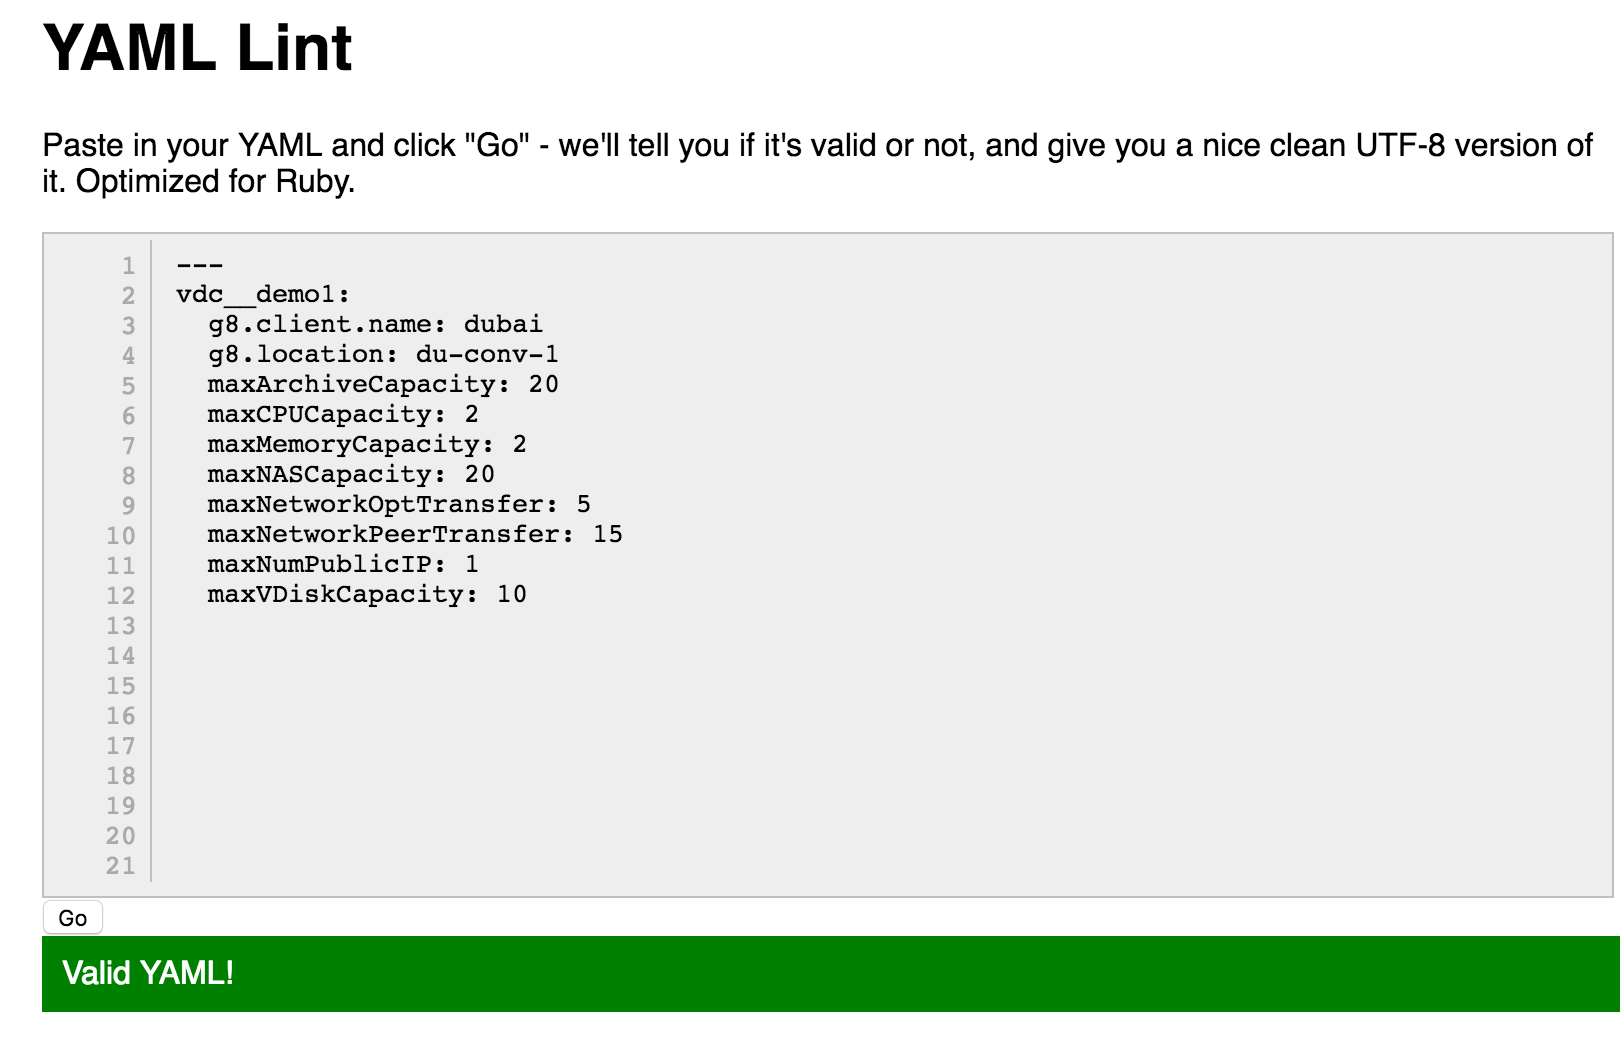 YAML Lint
Paste in your YAML and click "Go" - we'll tell you if it's valid or not, and give you a nice clean UTF-8 version of
it. Optimized for Ruby.
1 ---
2 vdc__demo1:
3   g8.client.name: dubai
4   g8.location: du-conv-1
5   maxArchiveCapacity: 20
6   maxCPUCapacity: 2
7   maxMemoryCapacity: 2
8   maxNASCapacity: 20
9   maxNetworkOptTransfer: 5
10   maxNetworkPeerTransfer: 15
11   maxNumPublicIP: 1
12   maxVDiskCapacity: 10
13
14
15
16
17
18
19
20
21
Go
Valid YAML!